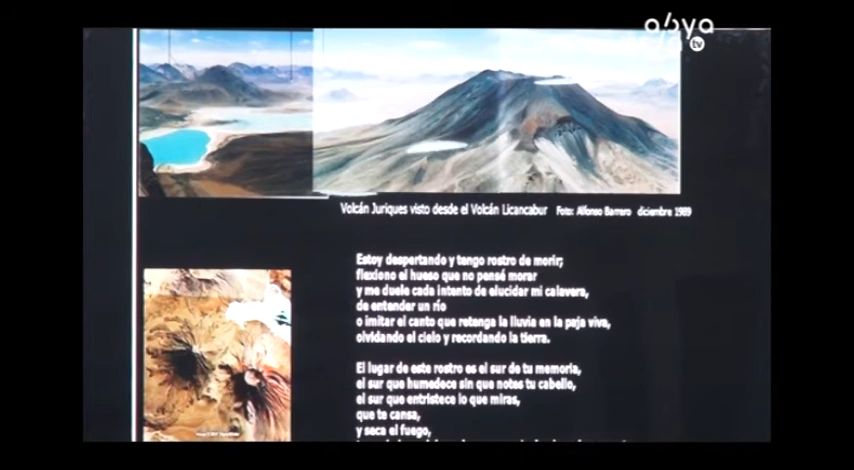 abya
tv
Volcán Juriques visto desde el Volcán Licancabur Foto: Alfonso Barrero diciembre 1989
Estoy despertando y tengo rostro de morir;
flexiono el hueso que no pensé morar
y me duele cada intento de elucidar mi calavera,
de entender un río
o imitar el canto que retenga la lluvia en la paja viva,
olvidando el cielo y recordando la tierra.
El lugar de este rostro es el sur de tu memoria,
el sur que humedece sin que notes tu cabello,
el sur que entristece lo que miras,
que te cansa,
y seca el fuego,